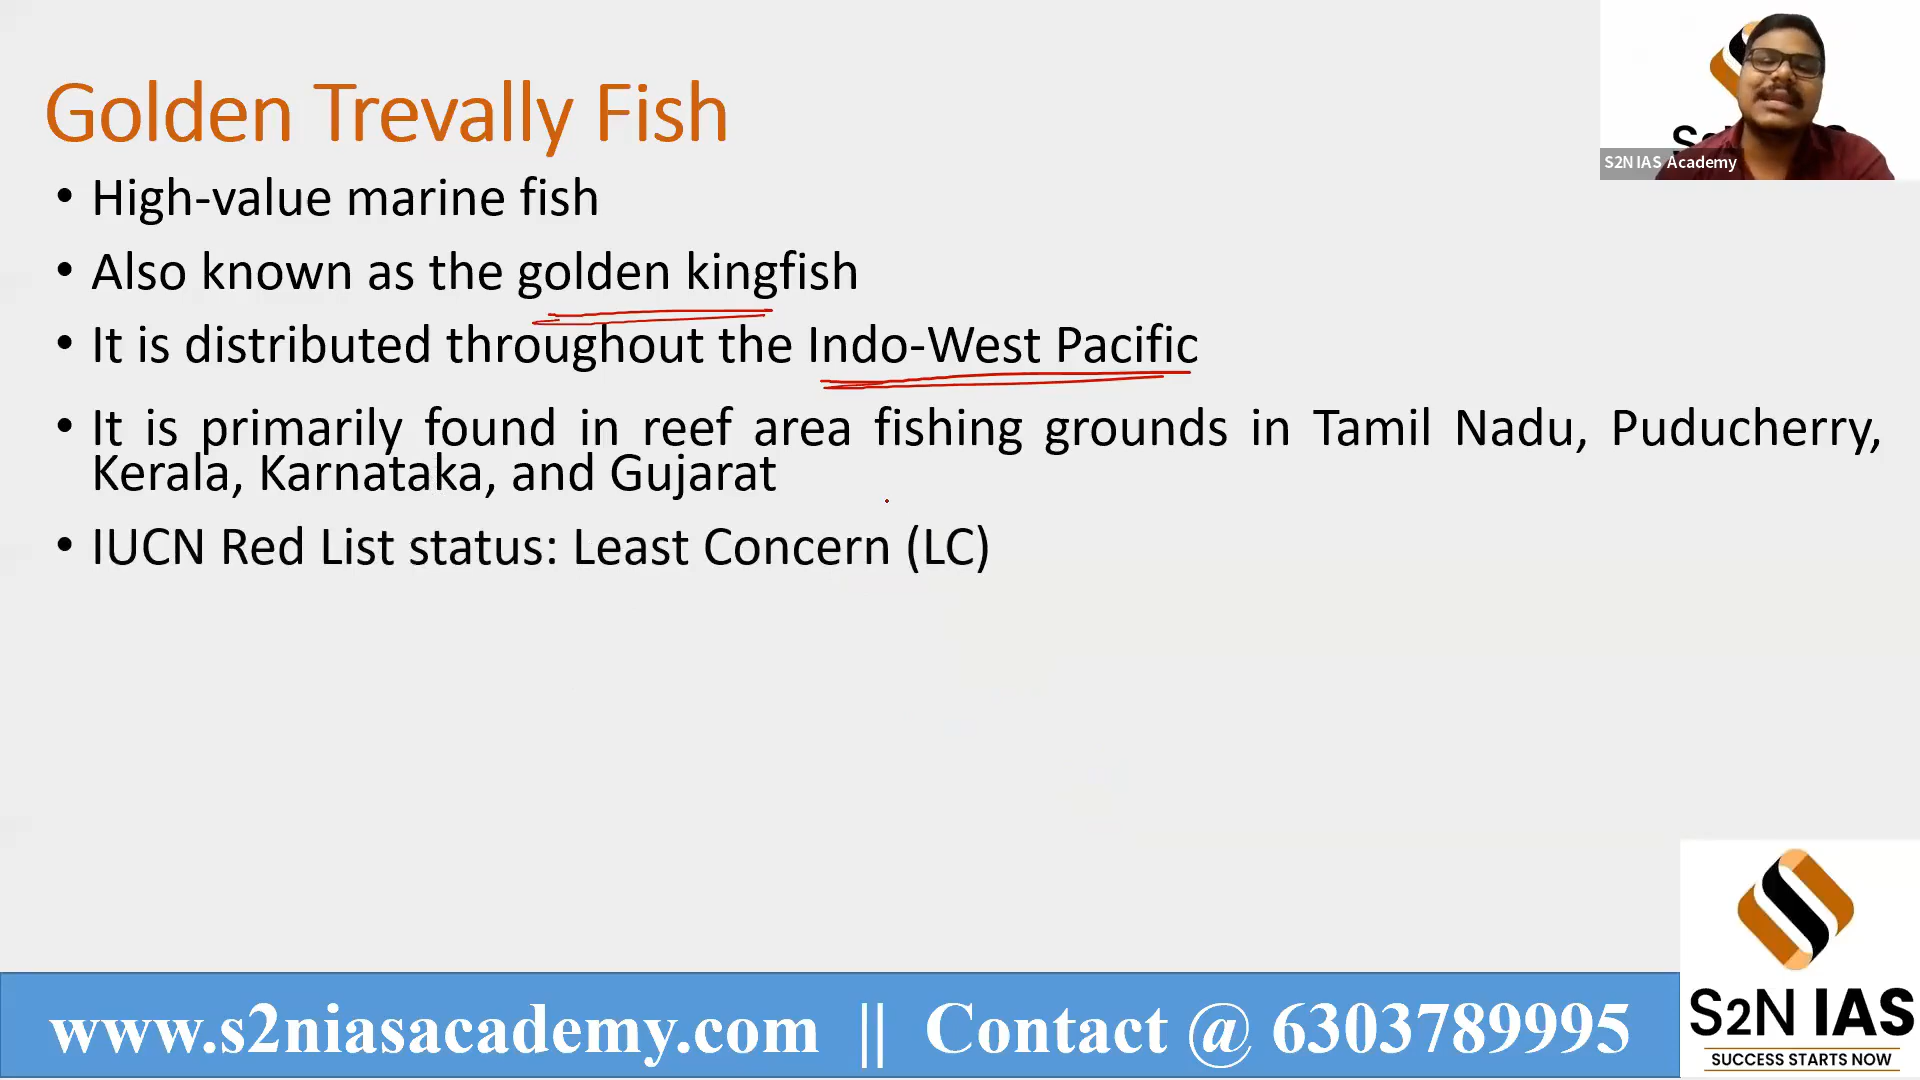 Golden Trevally Fish
• High-value marine fish
• Also known as the golden kingfish
• It is distributed throughout the Indo-West Pacific
• It is primarily found in reef area fishing grounds in Tamil Nadu, Puducherry,
Kerala, Karnataka, and Gujarat
• IUCN Red List status: Least Concern (LC)
S2N IAS Academy
www.s2niasacademy.com || Contact @ 6303789995
S2N IAS
SUCCESS STARTS NOW